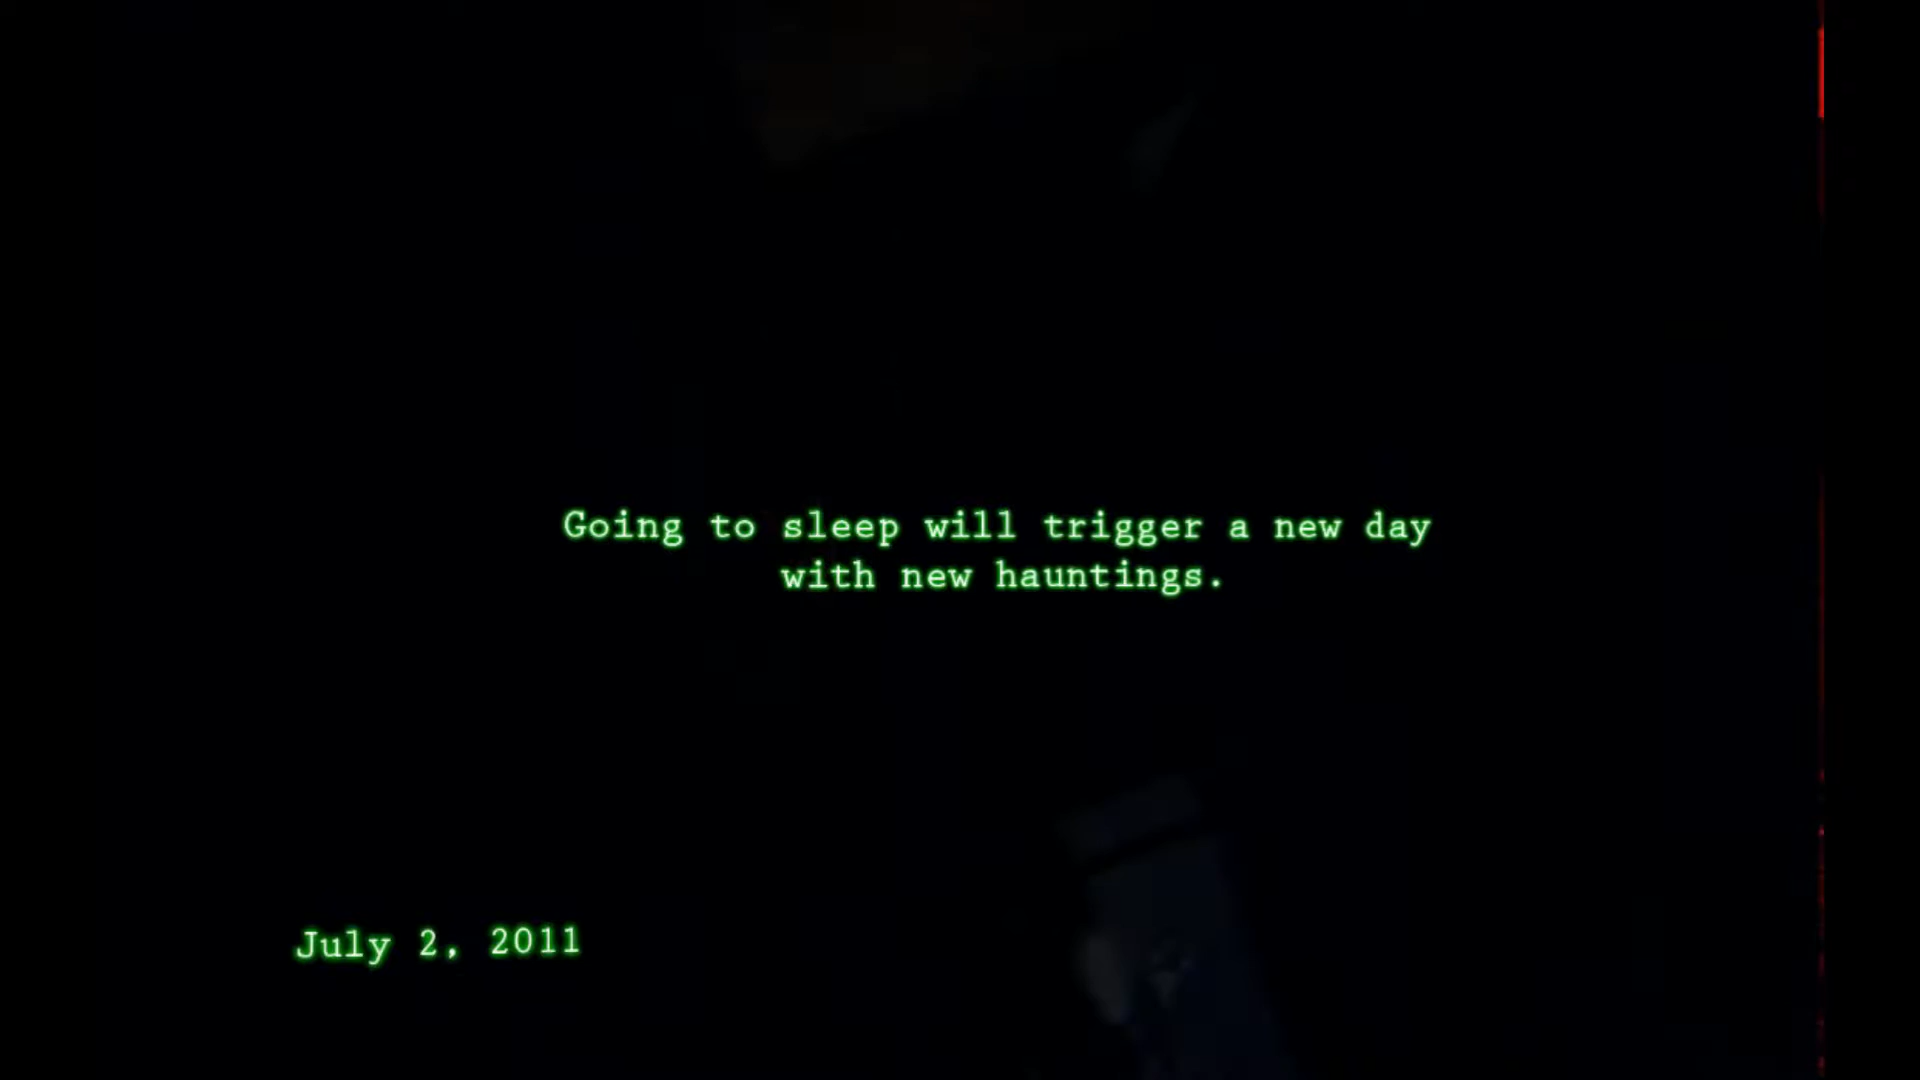 Going to sleep will trigger a new day
with new hauntings.
July 2, 2011